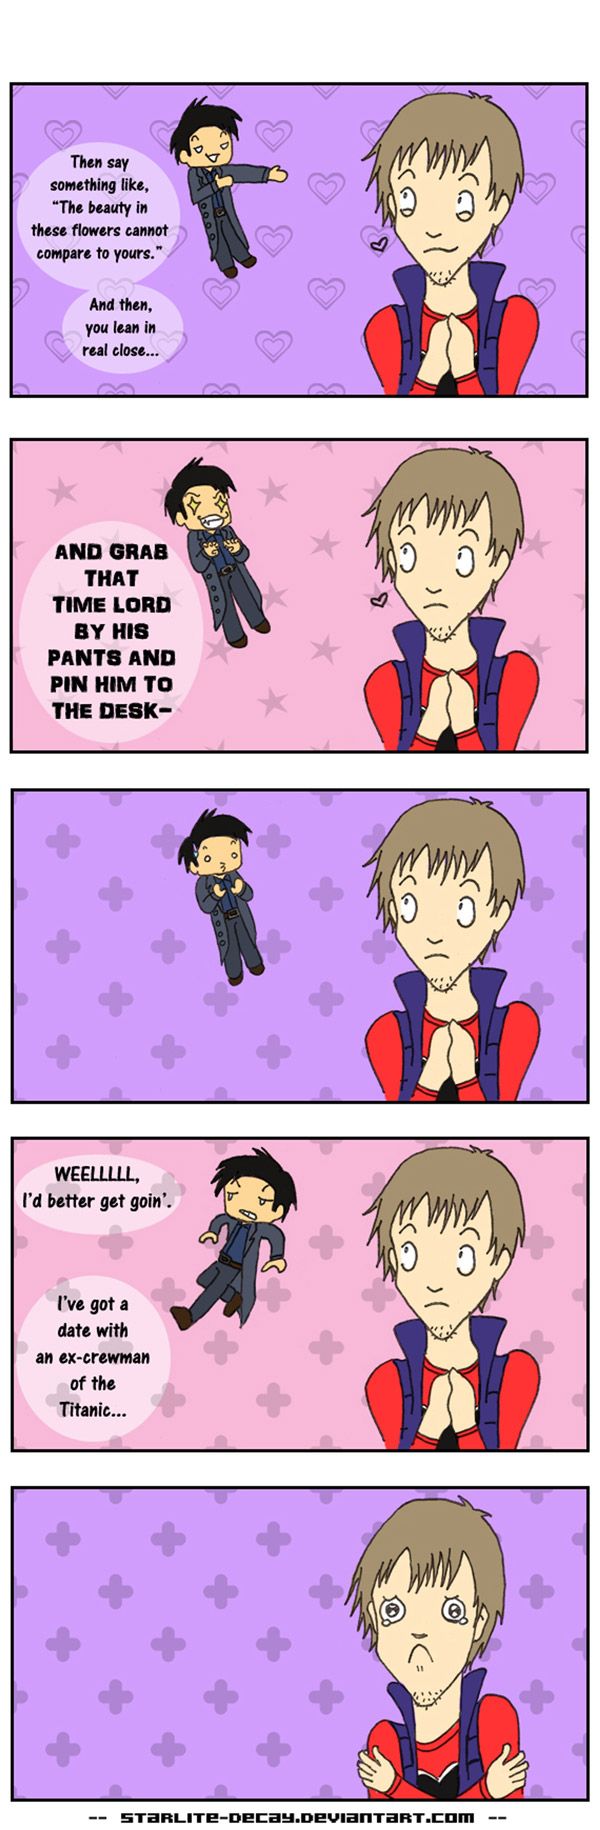 Then say
something like,
“The beauty in
these flowers cannot
compare to yours.”
And then,
you lean in
real close...
AND GRAB
THAT
TIME LORD
BY HIS
PANTS AND
PIN HIM TO
THE DESK-
WEELLLLL,
I'd better get goin'.
I've got a
date with
an ex-crewman
of the
Titanic...
-- STARLITE-DECAY.DEVIANTART.COM --